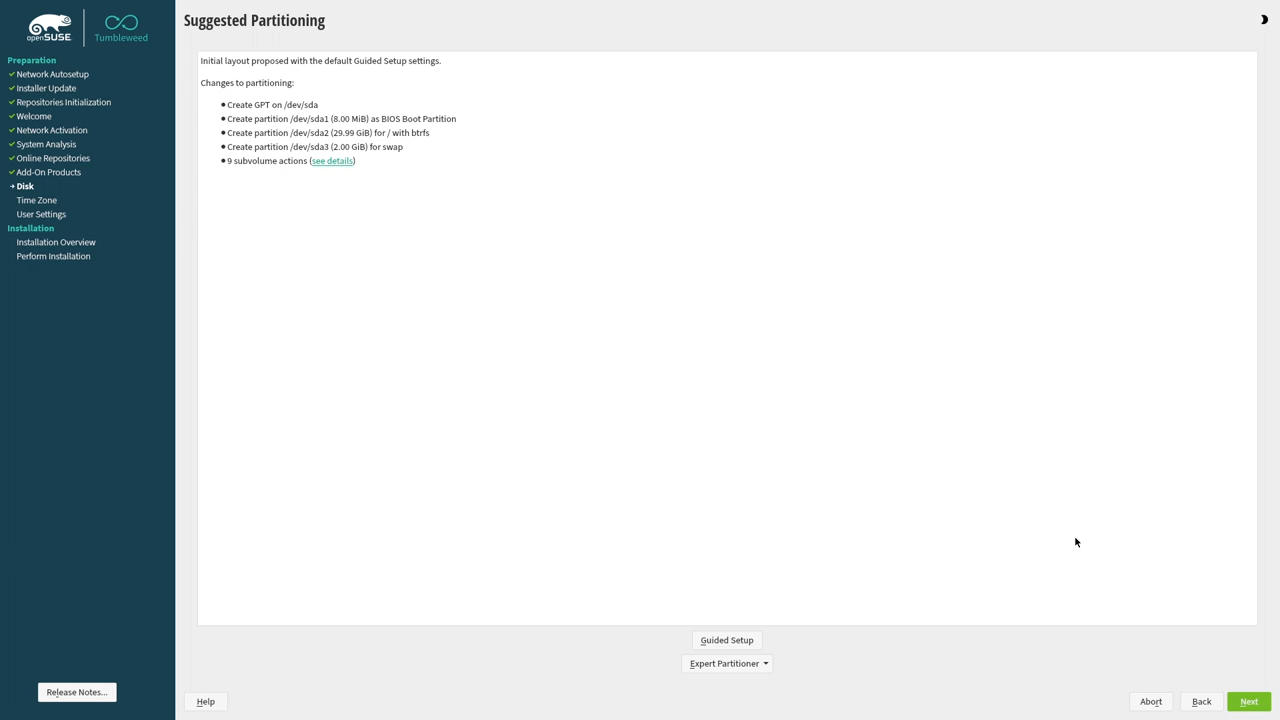 openSUSE
Tumbleweed
Suggested Partitioning
Preparation
Network Autosetup
Installer Update
Repositories Initialization
Welcome
Network Activation
System Analysis
Online Repositories
Add-On Products
Disk
Time Zone
User Settings
Installation
Installation Overview
Perform Installation
Release Notes...
Initial layout proposed with the default Guided Setup settings.
Changes to partitioning:
● Create GPT on /dev/sda
● Create partition /dev/sda1 (8.00 MiB) as BIOS Boot Partition
● Create partition /dev/sda2 (29.99 GiB) for / with btrfs
● Create partition /dev/sda3 (2.00 GiB) for swap
● 9 subvolume actions (see details)
Guided Setup
Expert Partitioner
Help
Abort
Back
Next